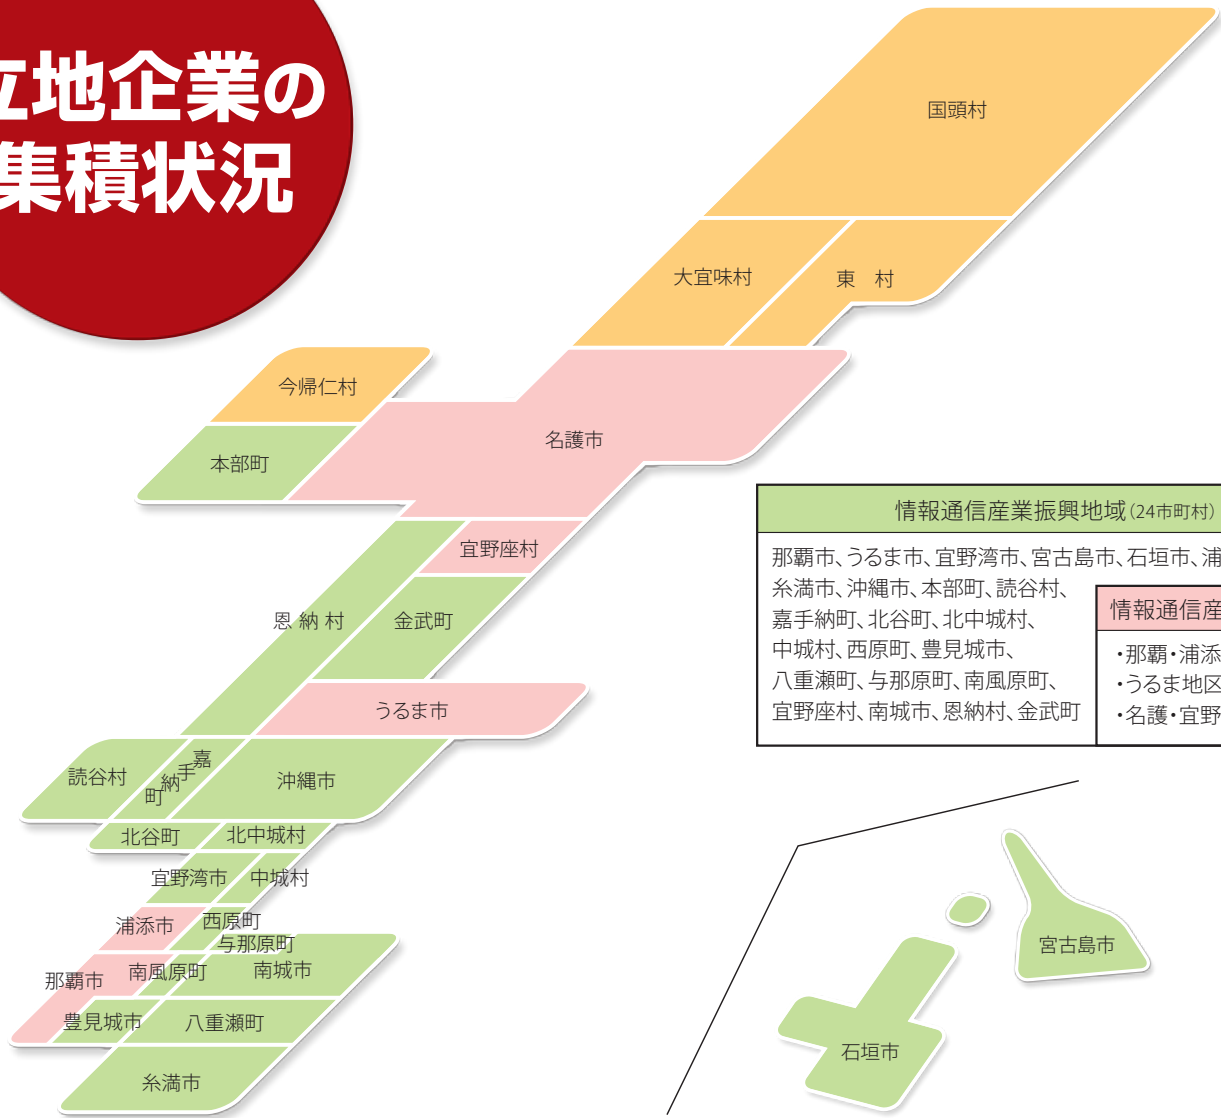 立地企業の
集積状況
国頭村
大宜味村
東 村
今帰仁村
本部町
名護市
宜野座村
恩納村
金武町
うるま市
読谷村
嘉手納町
沖縄市
北谷町
北中城村
宜野湾市
中城村
浦添市
西原町
与那原町
那覇市
南風原町
南城市
豊見城市
八重瀬町
糸満市
情報通信産業振興地域(24市町村)
那覇市、うるま市、宜野湾市、宮古島市、石垣市、浦
糸満市、沖縄市、本部町、読谷村、
嘉手納町、北谷町、北中城村、
中城村、西原町、豊見城市、
八重瀬町、与那原町、南風原町、
宜野座村、南城市、恩納村、金武町
情報通信産
・那覇・浦添
・うるま地区
・名護・宜野
宮古島市
石垣市